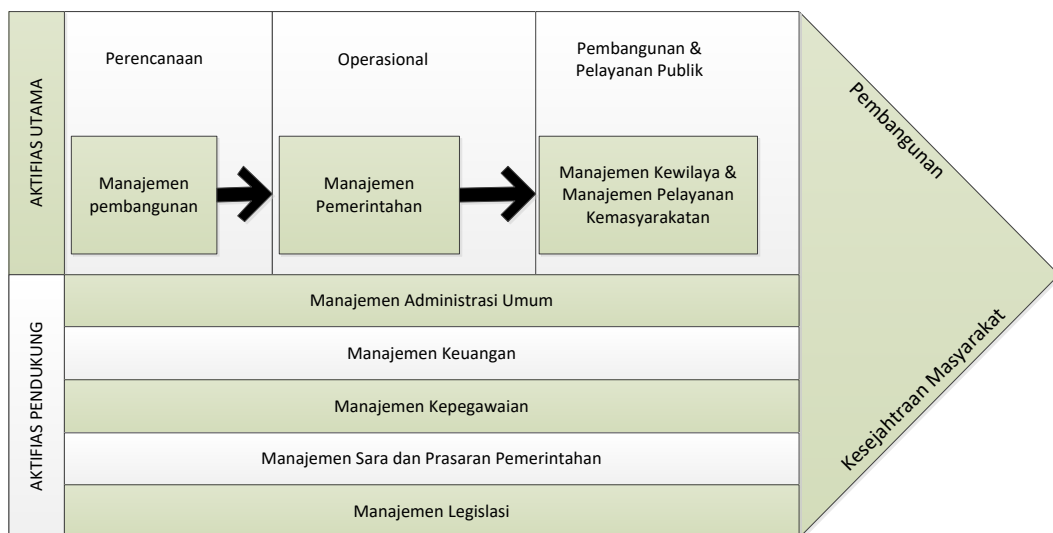 AKTIFIAS UTAMA
Perencanaan
Operasional
Pembangunan &
Pelayanan Publik
Manajemen
pembangunan
Manajemen
Pemerintahan
Manajemen Kewilaya &
Manajemen Pelayanan
Kemasyarakatan
AKTIFIAS PENDUKUNG
Manajemen Administrasi Umum
Manajemen Keuangan
Manajemen Kepegawaian
Manajemen Sara dan Prasaran Pemerintahan
Manajemen Legislasi
Pembangunan
Kesejahtraan Masyarakat